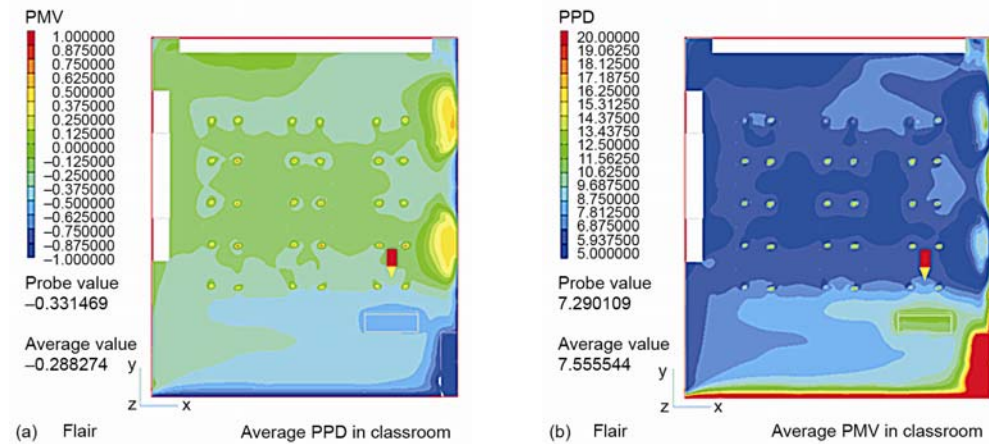 PMV
1.000000
0.875000
0.750000
0.625000
0.500000
0.375000
0.250000
0.125000
0.000000
−0.125000
−0.250000
−0.375000
−0.500000
−0.625000
−0.750000
−0.875000
−1.000000
Probe value
−0.331469
Average value
−0.288274
y
z
x
(a) Flair
Average PPD in classroom
PPD
20.00000
19.06250
18.12500
17.18750
16.25000
15.31250
14.37500
13.43750
12.50000
11.56250
10.62500
9.687500
8.750000
7.812500
6.875000
5.937500
5.000000
Probe value
7.290109
Average value
7.555544
y
z
x
(b) Flair
Average PMV in classroom